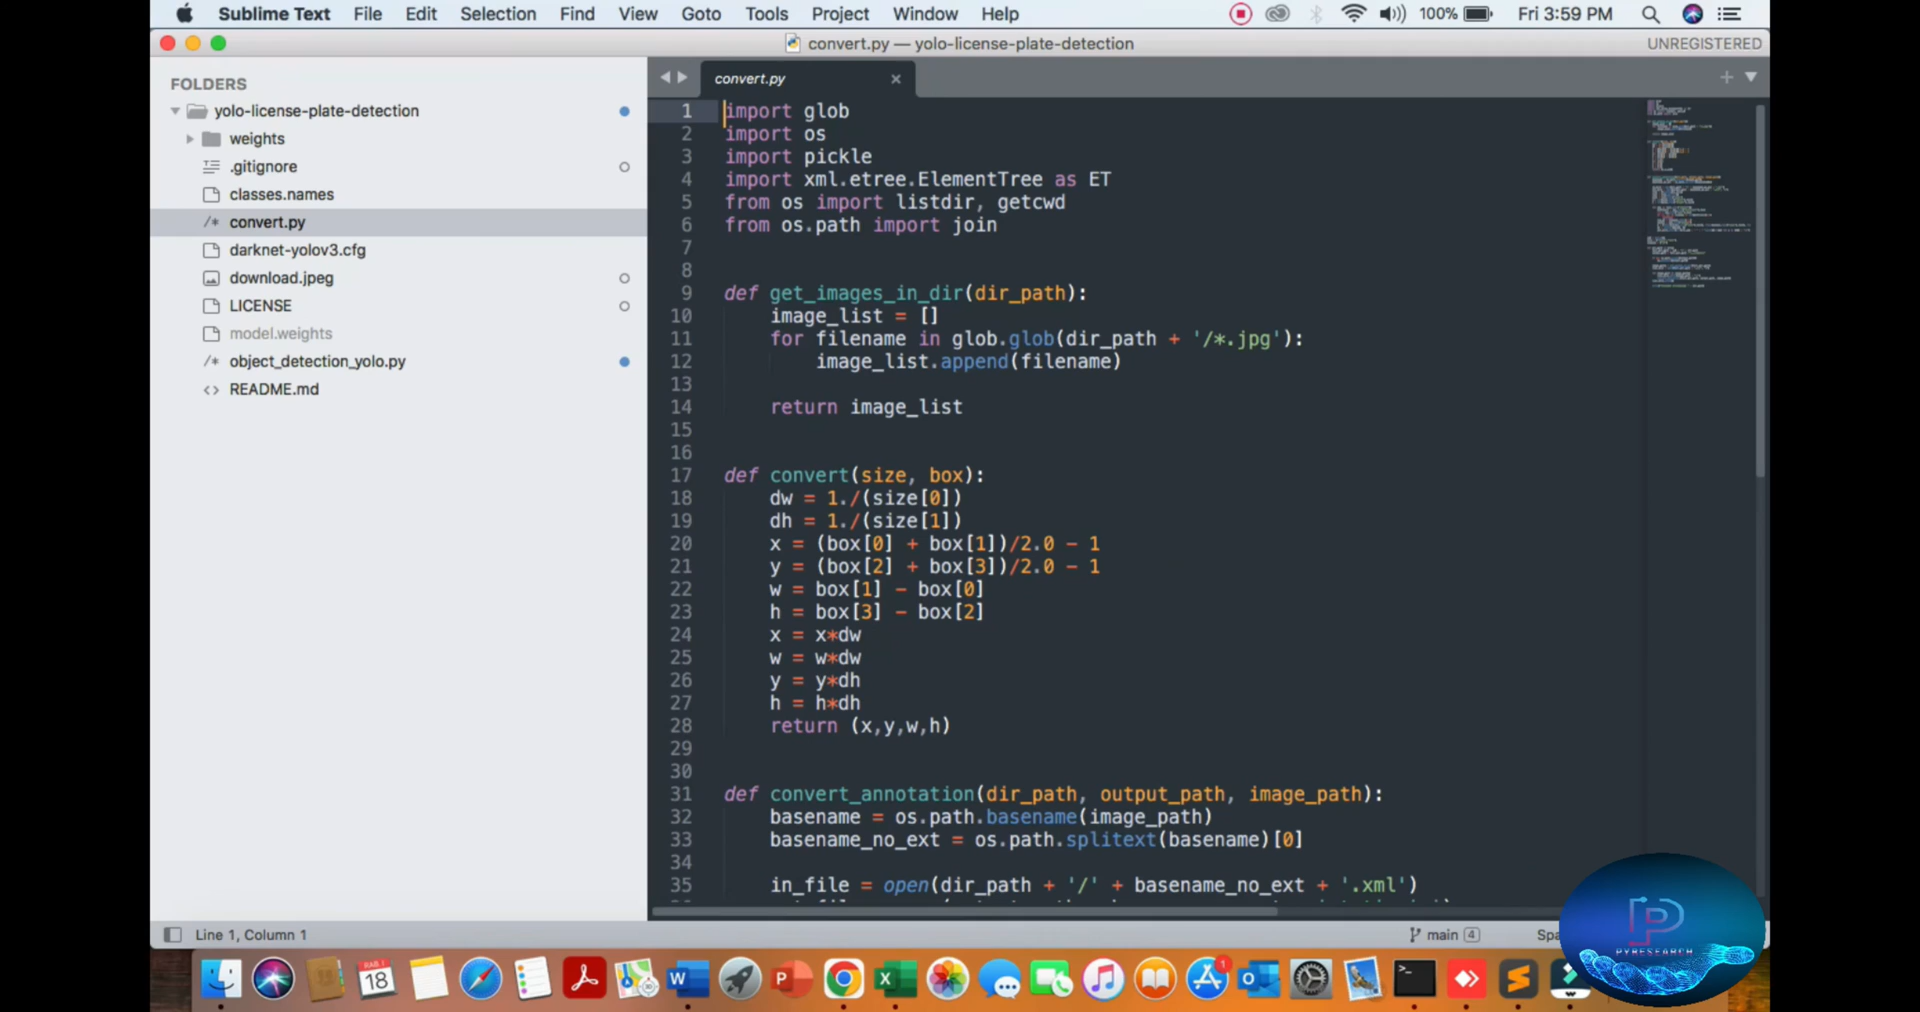 Sublime Text File Edit Selection Find View Goto Tools Project Window Help 100% Fri 3:59 PM
convert.py — yolo-license-plate-detection UNREGISTERED
FOLDERS
yolo-license-plate-detection
weights
.gitignore
classes.names
convert.py
darknet-yolov3.cfg
download.jpeg
LICENSE
model.weights
object_detection_yolo.py
README.md
convert.py
1 import glob
2 import os
3 import pickle
4 import xml.etree.ElementTree as ET
5 from os import listdir, getcwd
6 from os.path import join
7
8
9 def get_images_in_dir(dir_path):
10 image_list = []
11 for filename in glob.glob(dir_path + '/*.jpg'):
12 image_list.append(filename)
13
14 return image_list
15
16
17 def convert(size, box):
18 dw = 1./(size[0])
19 dh = 1./(size[1])
20 x = (box[0] + box[1])/2.0 - 1
21 y = (box[2] + box[3])/2.0 - 1
22 w = box[1] - box[0]
23 h = box[3] - box[2]
24 x = x*dw
25 w = w*dw
26 y = y*dh
27 h = h*dh
28 return (x,y,w,h)
29
30
31 def convert_annotation(dir_path, output_path, image_path):
32 basename = os.path.basename(image_path)
33 basename_no_ext = os.path.splitext(basename)[0]
34
35 in_file = open(dir_path + '/' + basename_no_ext + '.xml')
Line 1, Column 1 main 4 Spa
PYRESEARCH
18
1